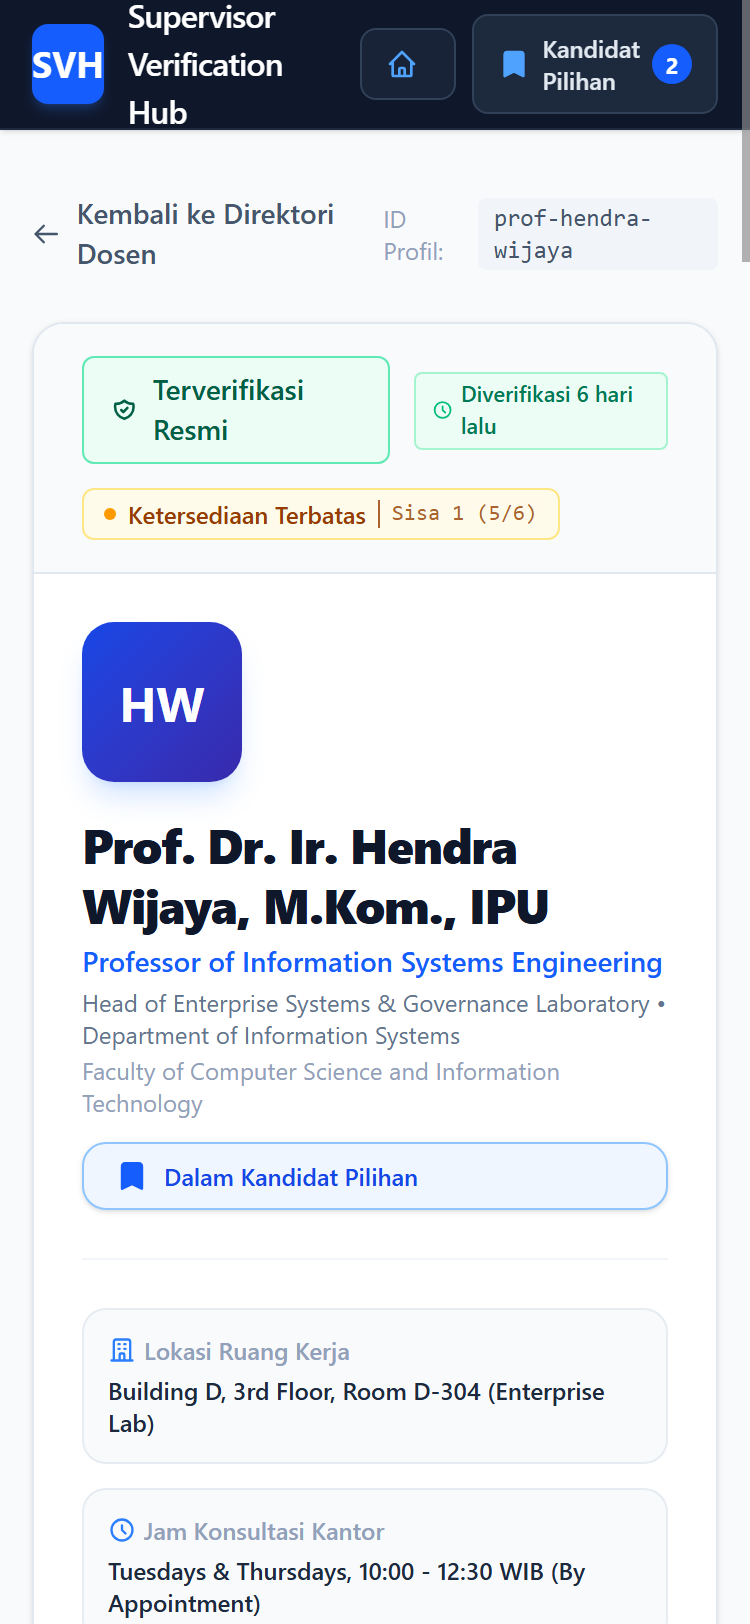 SVH
Supervisor
Verification
Hub
Kandidat
Pilihan
2
Kembali ke Direktori
Dosen
ID
Profil:
prof-hendra-
wijaya
Terverifikasi
Resmi
Diverifikasi 6 hari
lalu
Ketersediaan Terbatas | Sisa 1 (5/6)
HW
Prof. Dr. Ir. Hendra
Wijaya, M.Kom., IPU
Professor of Information Systems Engineering
Head of Enterprise Systems & Governance Laboratory •
Department of Information Systems
Faculty of Computer Science and Information
Technology
Dalam Kandidat Pilihan
Lokasi Ruang Kerja
Building D, 3rd Floor, Room D-304 (Enterprise
Lab)
Jam Konsultasi Kantor
Tuesdays & Thursdays, 10:00 - 12:30 WIB (By
Appointment)